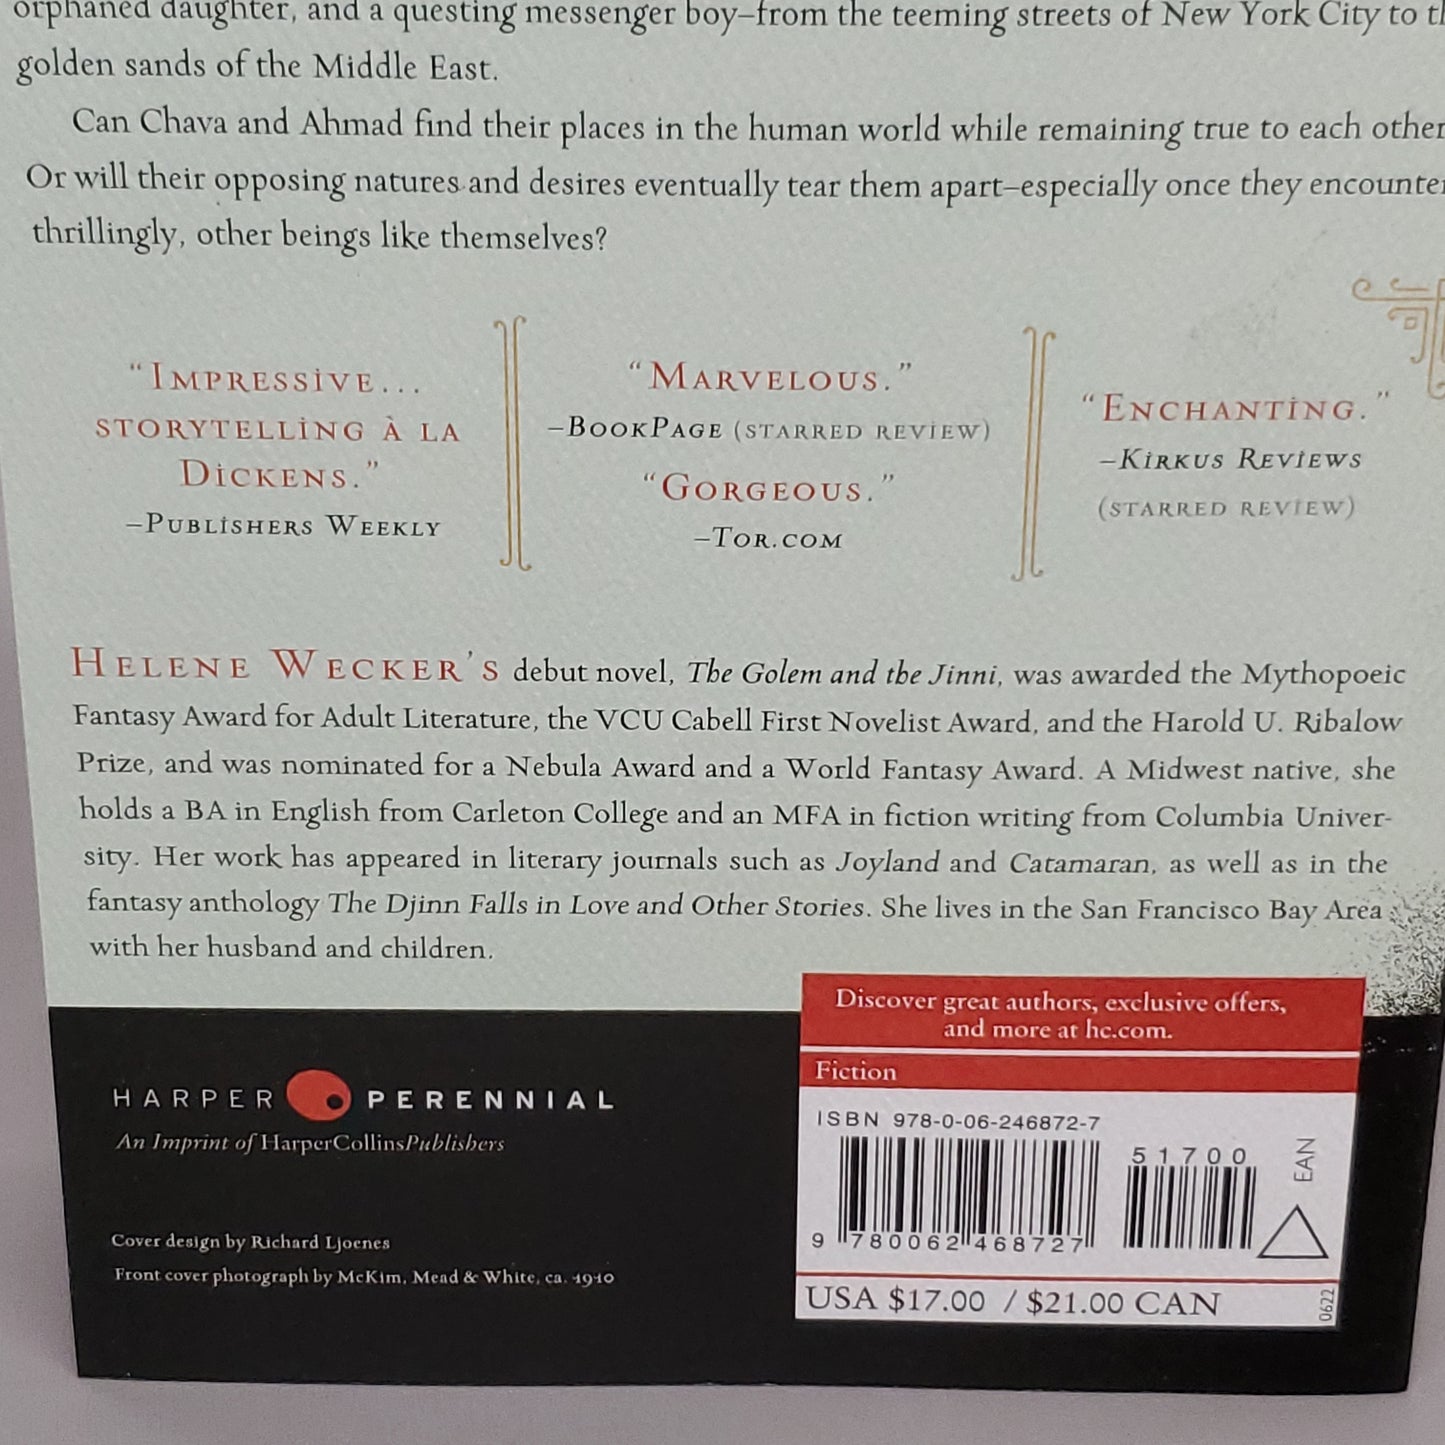 orphaned daughter, and a questing messenger boy–from the teeming streets of New York City to
golden sands of the Middle East.
Can Chava and Ahmad find their places in the human world while remaining true to each other
Or will their opposing natures and desires eventually tear them apart–especially once they encounter
thrillingly, other beings like themselves?
"IMPRESSIVE...
STORYTELLING À LA
DICKENS."
–PUBLISHERS WEEKLY
"MARVELOUS."
–BOOKPAGE (STARRED REVIEW)
"GORGEOUS."
–TOR.COM
"ENCHANTING."
–KIRKUS REVIEWS
(STARRED REVIEW)
HELENE WECKER'S debut novel, The Golem and the Jinni, was awarded the Mythopoeic
Fantasy Award for Adult Literature, the VCU Cabell First Novelist Award, and the Harold U. Ribalow
Prize, and was nominated for a Nebula Award and a World Fantasy Award. A Midwest native, she
holds a BA in English from Carleton College and an MFA in fiction writing from Columbia Univer-
sity. Her work has appeared in literary journals such as Joyland and Catamaran, as well as in the
fantasy anthology The Djinn Falls in Love and Other Stories. She lives in the San Francisco Bay Area
with her husband and children.
HARPER PERENNIAL
An Imprint of HarperCollinsPublishers
Cover design by Richard Ljoenes
Front cover photograph by McKim, Mead & White, ca. 1910
Discover great authors, exclusive offers,
and more at hc.com.
Fiction
ISBN 978-0-06-246872-7
51700
EAN
9 780062 468727
USA $17.00 / $21.00 CAN
0622